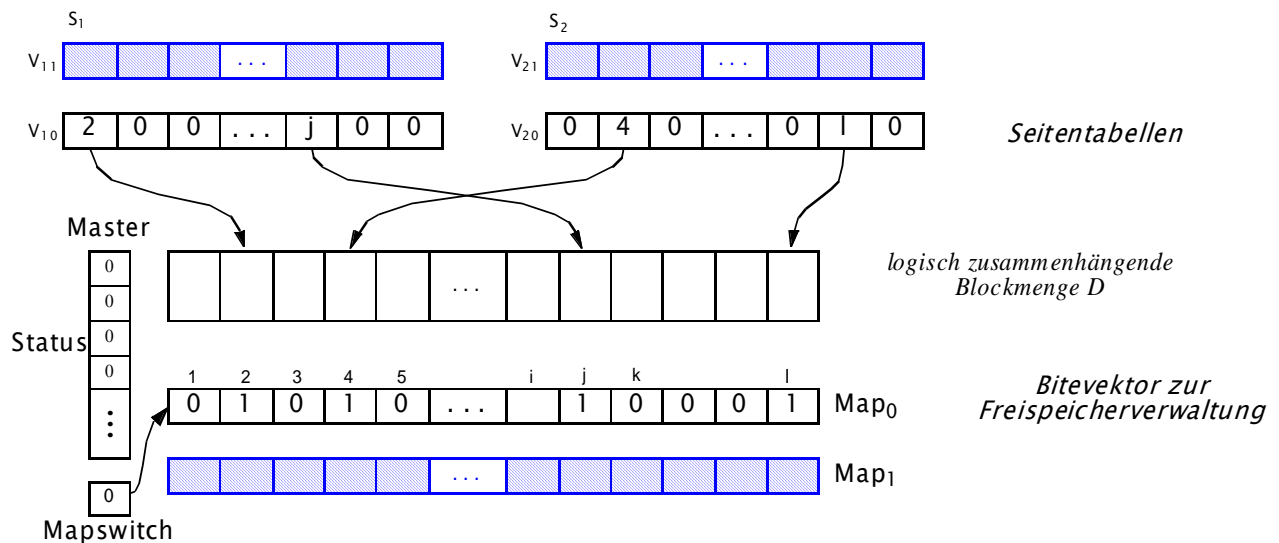 S1 S2
V11 ... V21 ...
V10 2 0 0 ... j 0 0 V20 0 4 0 ... 0 l 0 Seitentabellen
Master
0
0
0
0
⋮
Status
...
logisch zusammenhängende
Blockmenge D
1 2 3 4 5 i j k l
0 1 0 1 0 ... 1 0 0 0 1 Map0
Bitevektor zur
Freispeicherverwaltung
... Map1
0
Mapswitch